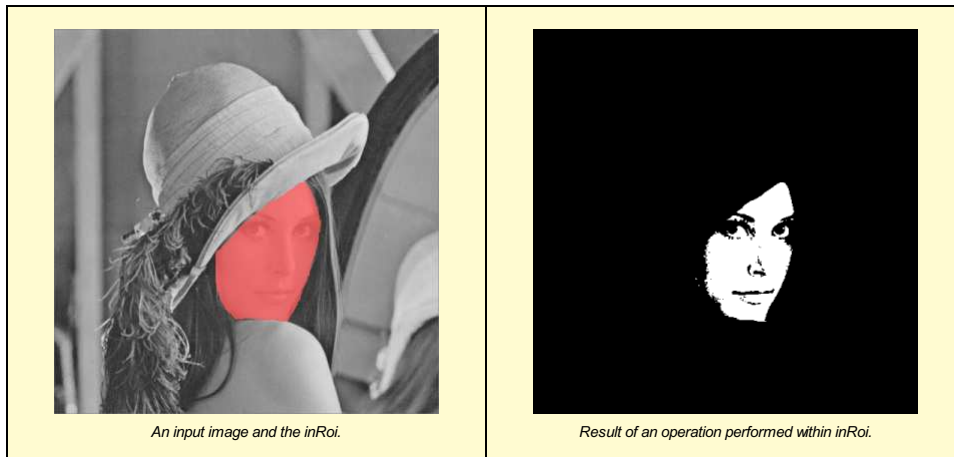 An input image and the inRoi.
Result of an operation performed within inRoi.